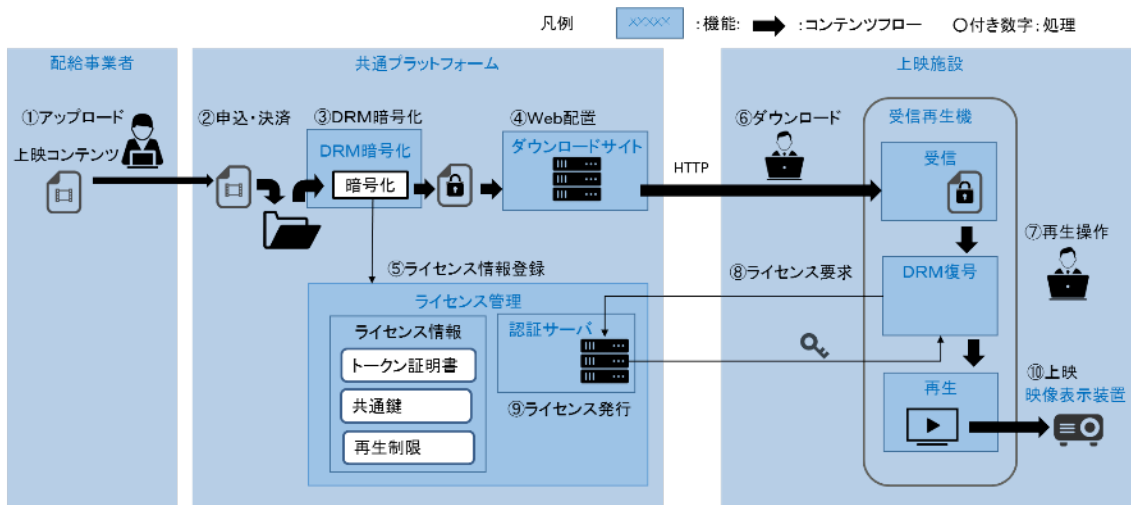 凡例
XYXXY
:機能:
:コンテンツフロー
〇付き数字:処理
配給事業者
共通プラットフォーム
上映施設
①アップロード
上映コンテンツ
②申込・決済
③DRM暗号化
DRM暗号化
暗号化
④Web配置
ダウンロードサイト
HTTP
⑥ダウンロード
受信再生機
受信
⑦再生操作
⑤ライセンス情報登録
⑧ライセンス要求
DRM復号
ライセンス管理
ライセンス情報
トークン証明書
共通鍵
再生制限
認証サーバ
⑨ライセンス発行
再生
⑩上映
映像表示装置